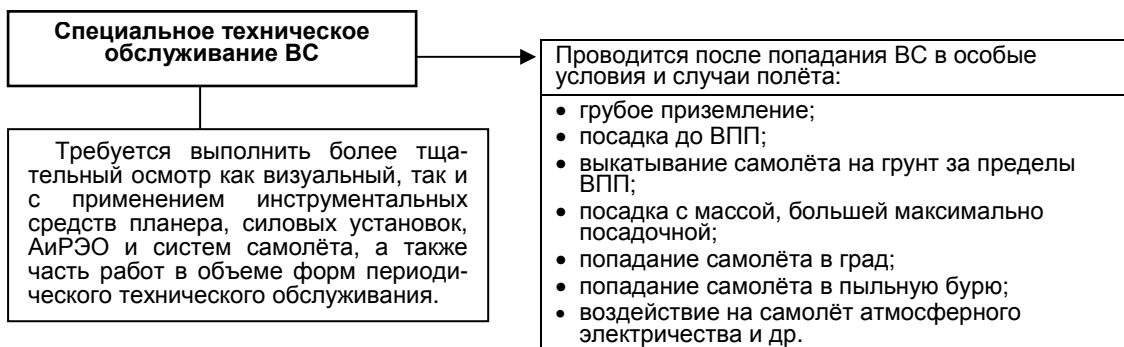 Специальное техническое
обслуживание ВС
Требуется выполнить более тща-
тельный осмотр как визуальный, так и
с применением инструментальных
средств планера, силовых установок,
АиРЭО и систем самолёта, а также
часть работ в объеме форм периоди-
ческого технического обслуживания.
Проводится после попадания ВС в особые
условия и случаи полёта:
• грубое приземление;
• посадка до ВПП;
• выкатывание самолёта на грунт за пределы
ВПП;
• посадка с массой, большей максимально
посадочной;
• попадание самолёта в град;
• попадание самолёта в пыльную бурю;
• воздействие на самолёт атмосферного
электричества и др.